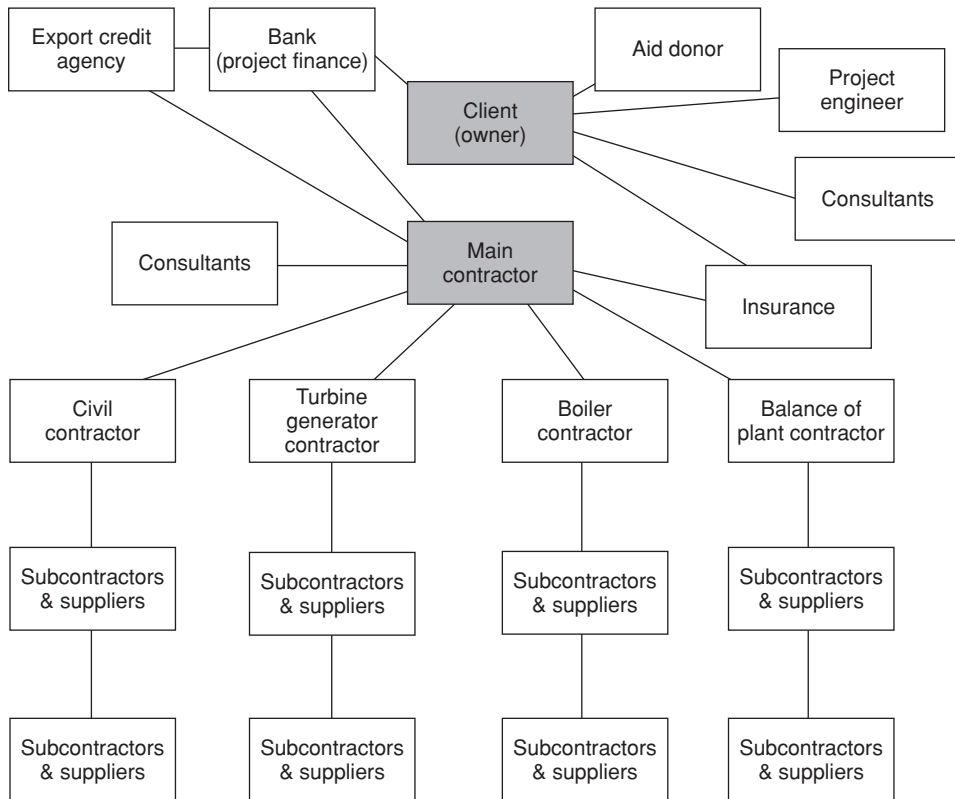 Export credit
agency
Bank
(project finance)
Aid donor
Client
(owner)
Project
engineer
Consultants
Consultants
Main
contractor
Insurance
Civil
contractor
Turbine
generator
contractor
Boiler
contractor
Balance of
plant contractor
Subcontractors
& suppliers
Subcontractors
& suppliers
Subcontractors
& suppliers
Subcontractors
& suppliers
Subcontractors
& suppliers
Subcontractors
& suppliers
Subcontractors
& suppliers
Subcontractors
& suppliers